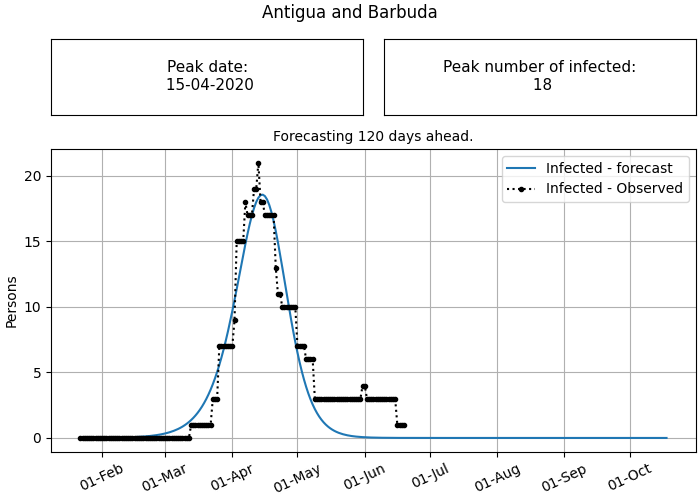 Antigua and Barbuda
Peak date:
15-04-2020
Peak number of infected:
18
Forecasting 120 days ahead.
Infected - forecast
Infected - Observed
Persons
20
15
10
5
0
01-Feb
01-Mar
01-Apr
01-May
01-Jun
01-Jul
01-Aug
01-Sep
01-Oct